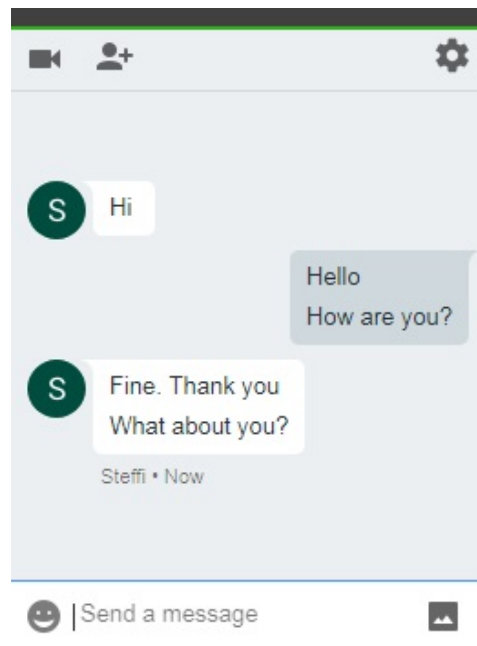 S
Hi
Hello
How are you?
S
Fine. Thank you
What about you?
Steffi • Now
Send a message